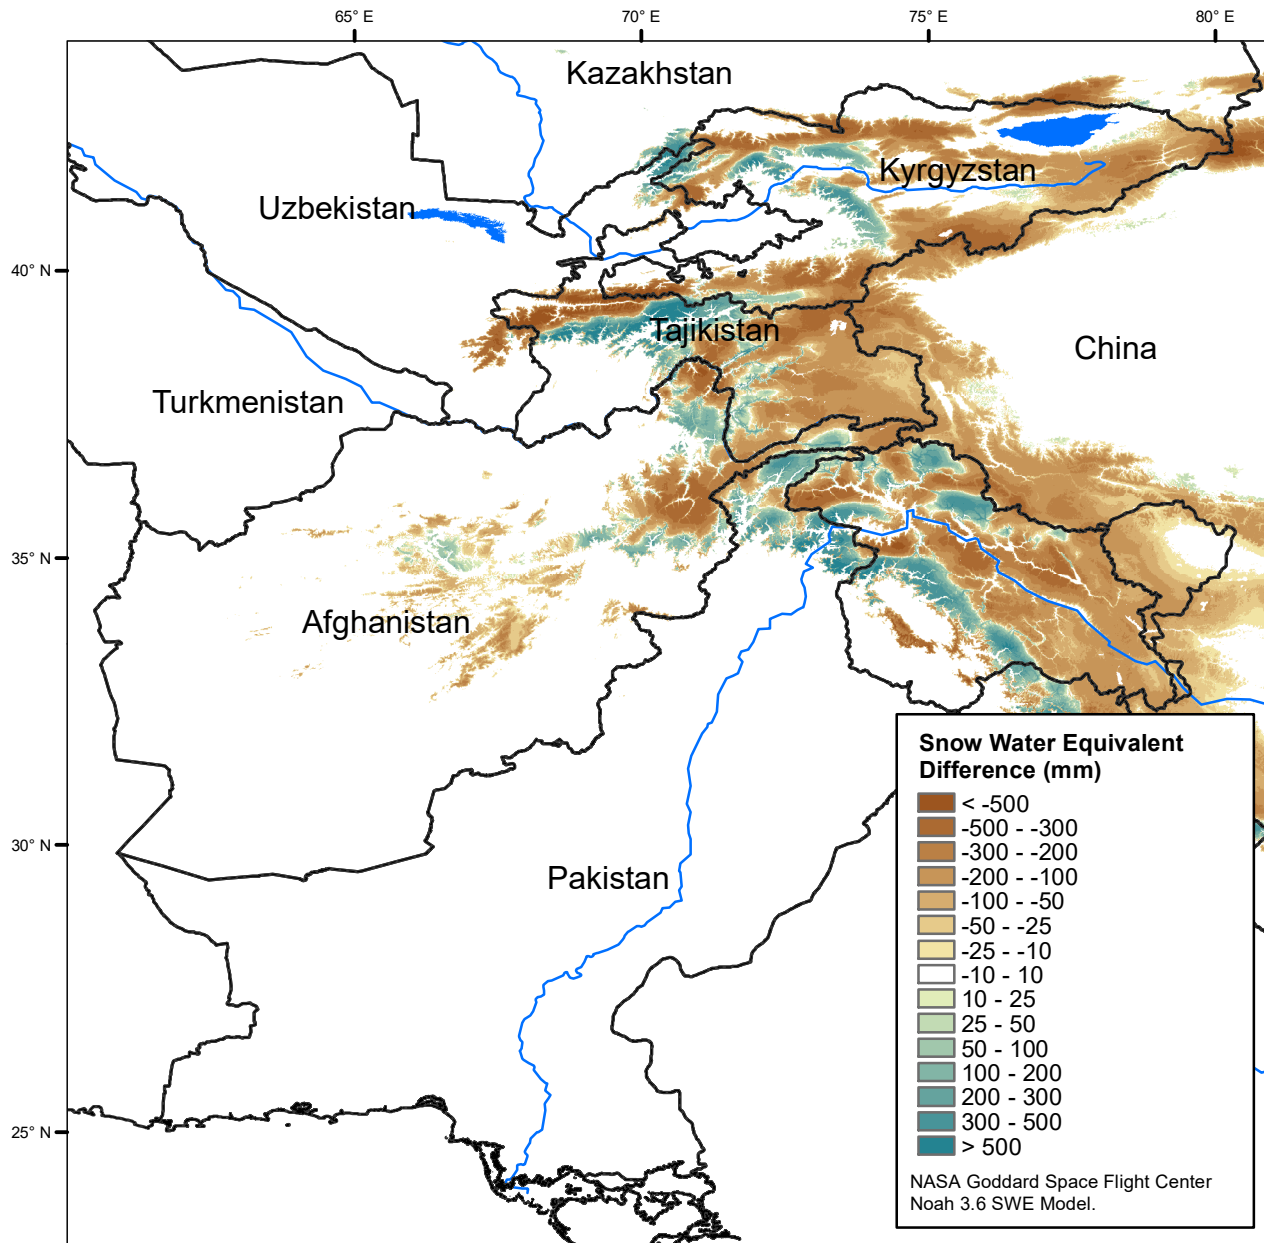 65° E
70° E
75° E
80° E
Kazakhstan
Kyrgyzstan
Uzbekistan
40° N
Tajikistan
China
Turkmenistan
35° N
Afghanistan
Snow Water Equivalent
Difference (mm)
< -500
-500 - -300
-300 - -200
-200 - -100
-100 - -50
-50 - -25
-25 - -10
-10 - 10
10 - 25
25 - 50
50 - 100
100 - 200
200 - 300
300 - 500
> 500
NASA Goddard Space Flight Center
Noah 3.6 SWE Model.
30° N
Pakistan
25° N